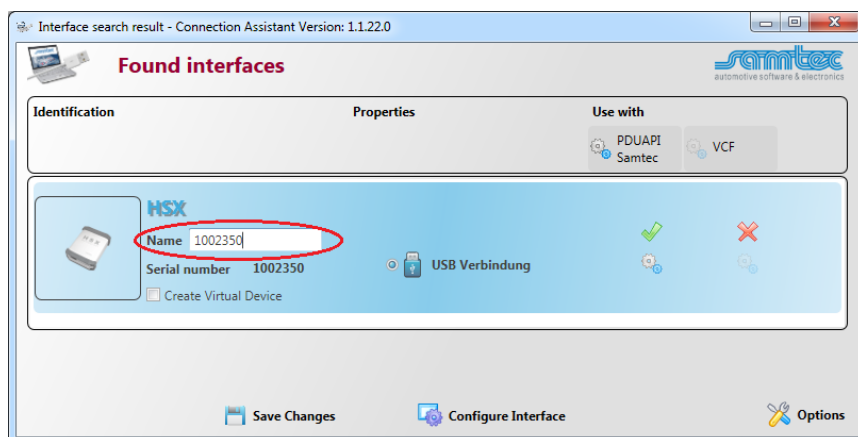 Interface search result - Connection Assistant Version: 1.1.22.0
Found interfaces
samtec
automotive software & electronics
Identification
Properties
Use with
PDUAPI
Samtec
VCF
HSX
Name 1002350
Serial number 1002350
USB Verbindung
Create Virtual Device
Save Changes
Configure Interface
Options